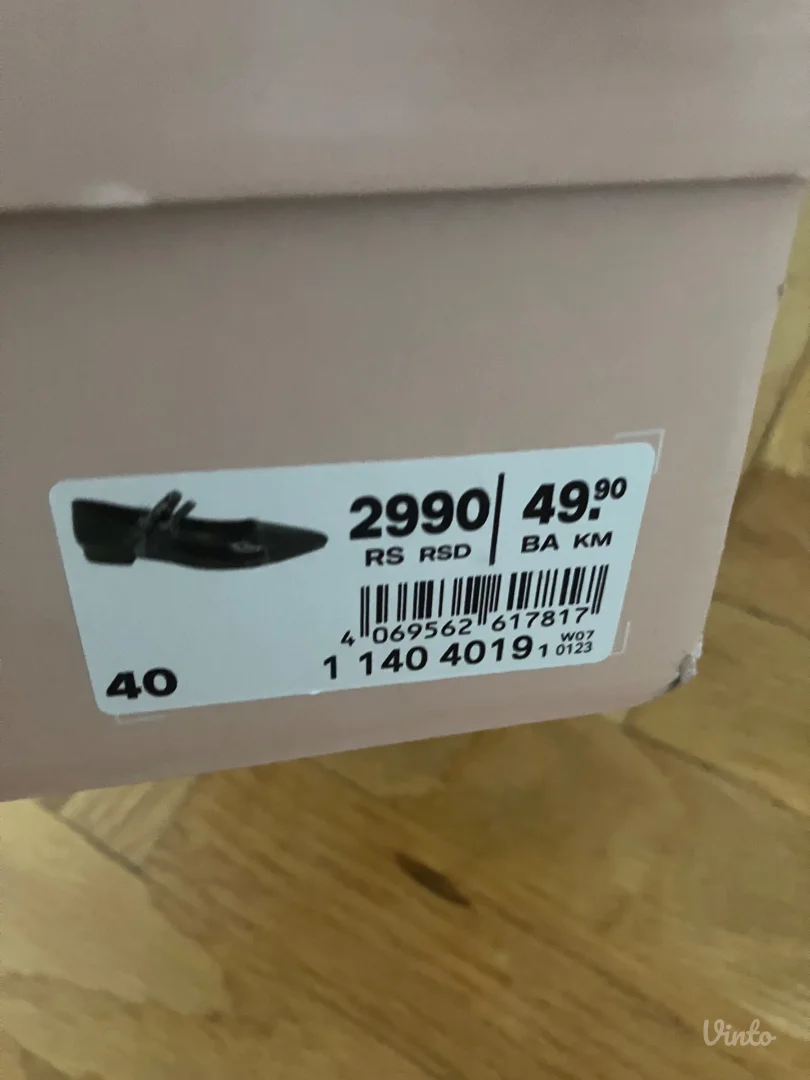 2990 | 49.90
RS RSD BA KM
4 069562 617817
1 140 4019 1 W07 0123
40
Vinto